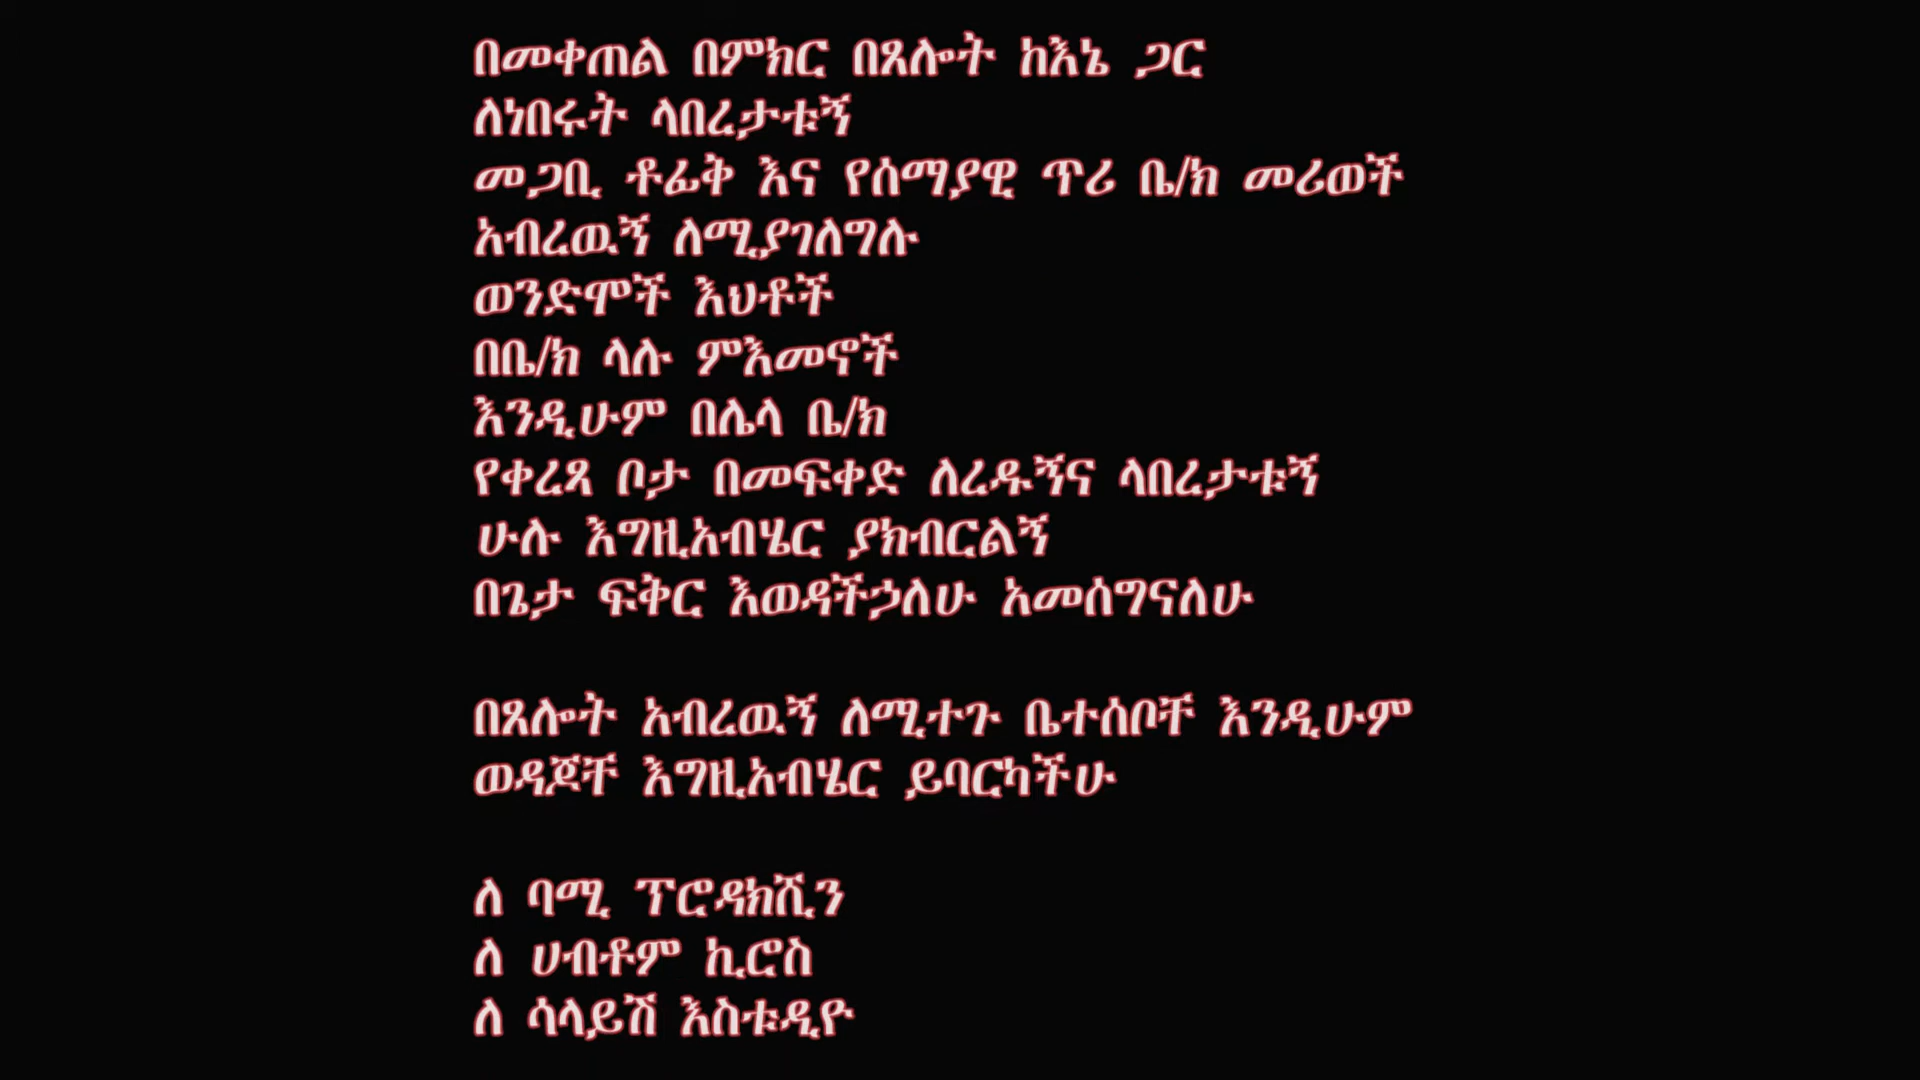 በመቀጠል በምክር በጸሎት ከእኔ ጋር
ለነበሩት ላበረታቱኝ
መጋቢ ቶፊቅ እና የሰማያዊ ጥሪ ቤ/ክ መሪወች
አብረዉኝ ለሚያገለግሉ
ወንድሞች እህቶች
በቤ/ክ ላሉ ምእመኖች
እንዲሁም በሌላ ቤ/ክ
የቀረጻ ቦታ በመፍቀድ ለረዱኝና ላበረታቱኝ
ሁሉ እግዚአብሄር ያክብርልኝ
በጌታ ፍቅር እወዳችኃለሁ አመሰግናለሁ
በጸሎት አብረዉኝ ለሚተጉ ቤተሰቦቸ እንዲሁም
ወዳጆቸ እግዚአብሄር ይባርካችሁ
ለ ባሚ ፕሮዳክሺን
ለ ሀብቶም ኪሮስ
ለ ሳላይሽ እስቱዲዮ